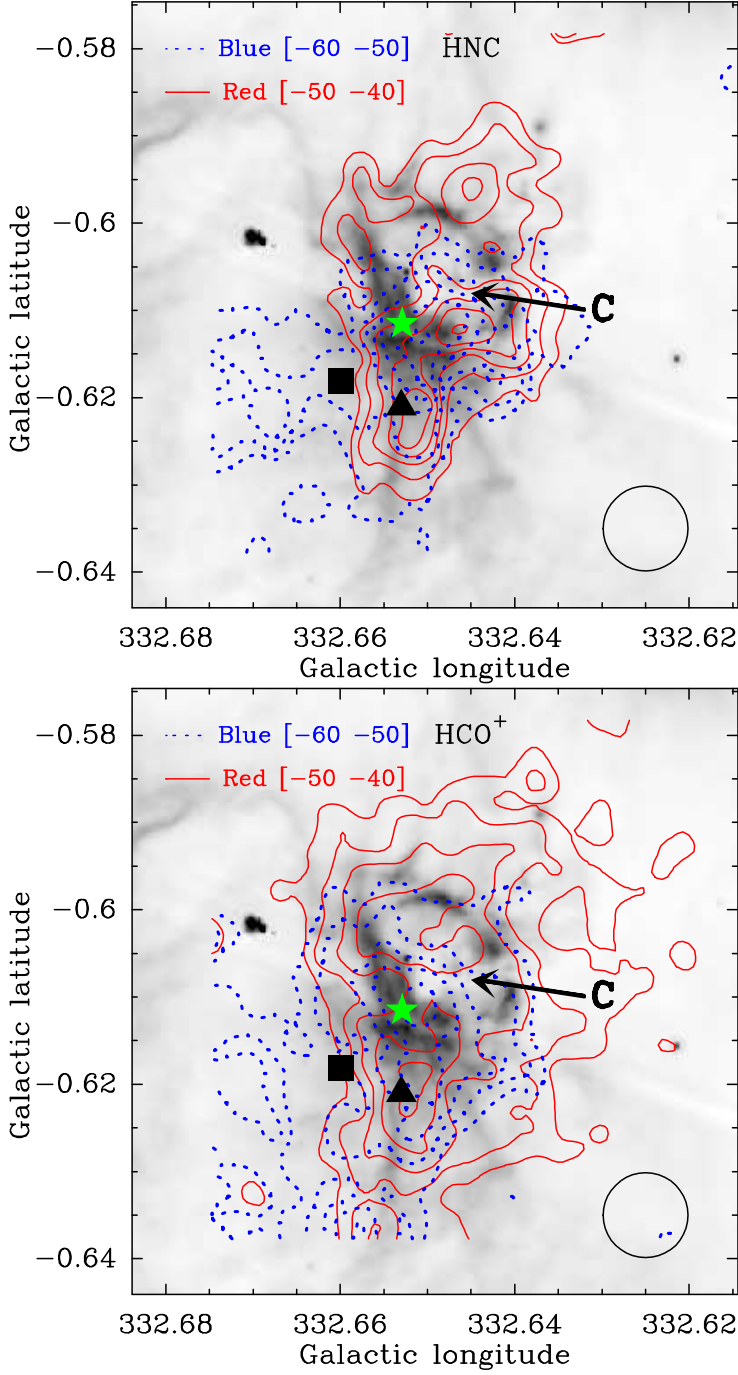 Blue [−60 −50] HNC
Red [−50 −40]
−0.58
−0.6
−0.62
−0.64
C
332.68 332.66 332.64 332.62
Galactic longitude
Galactic latitude
Blue [−60 −50] HCO+
Red [−50 −40]
−0.58
−0.6
−0.62
−0.64
C
332.68 332.66 332.64 332.62
Galactic longitude
Galactic latitude